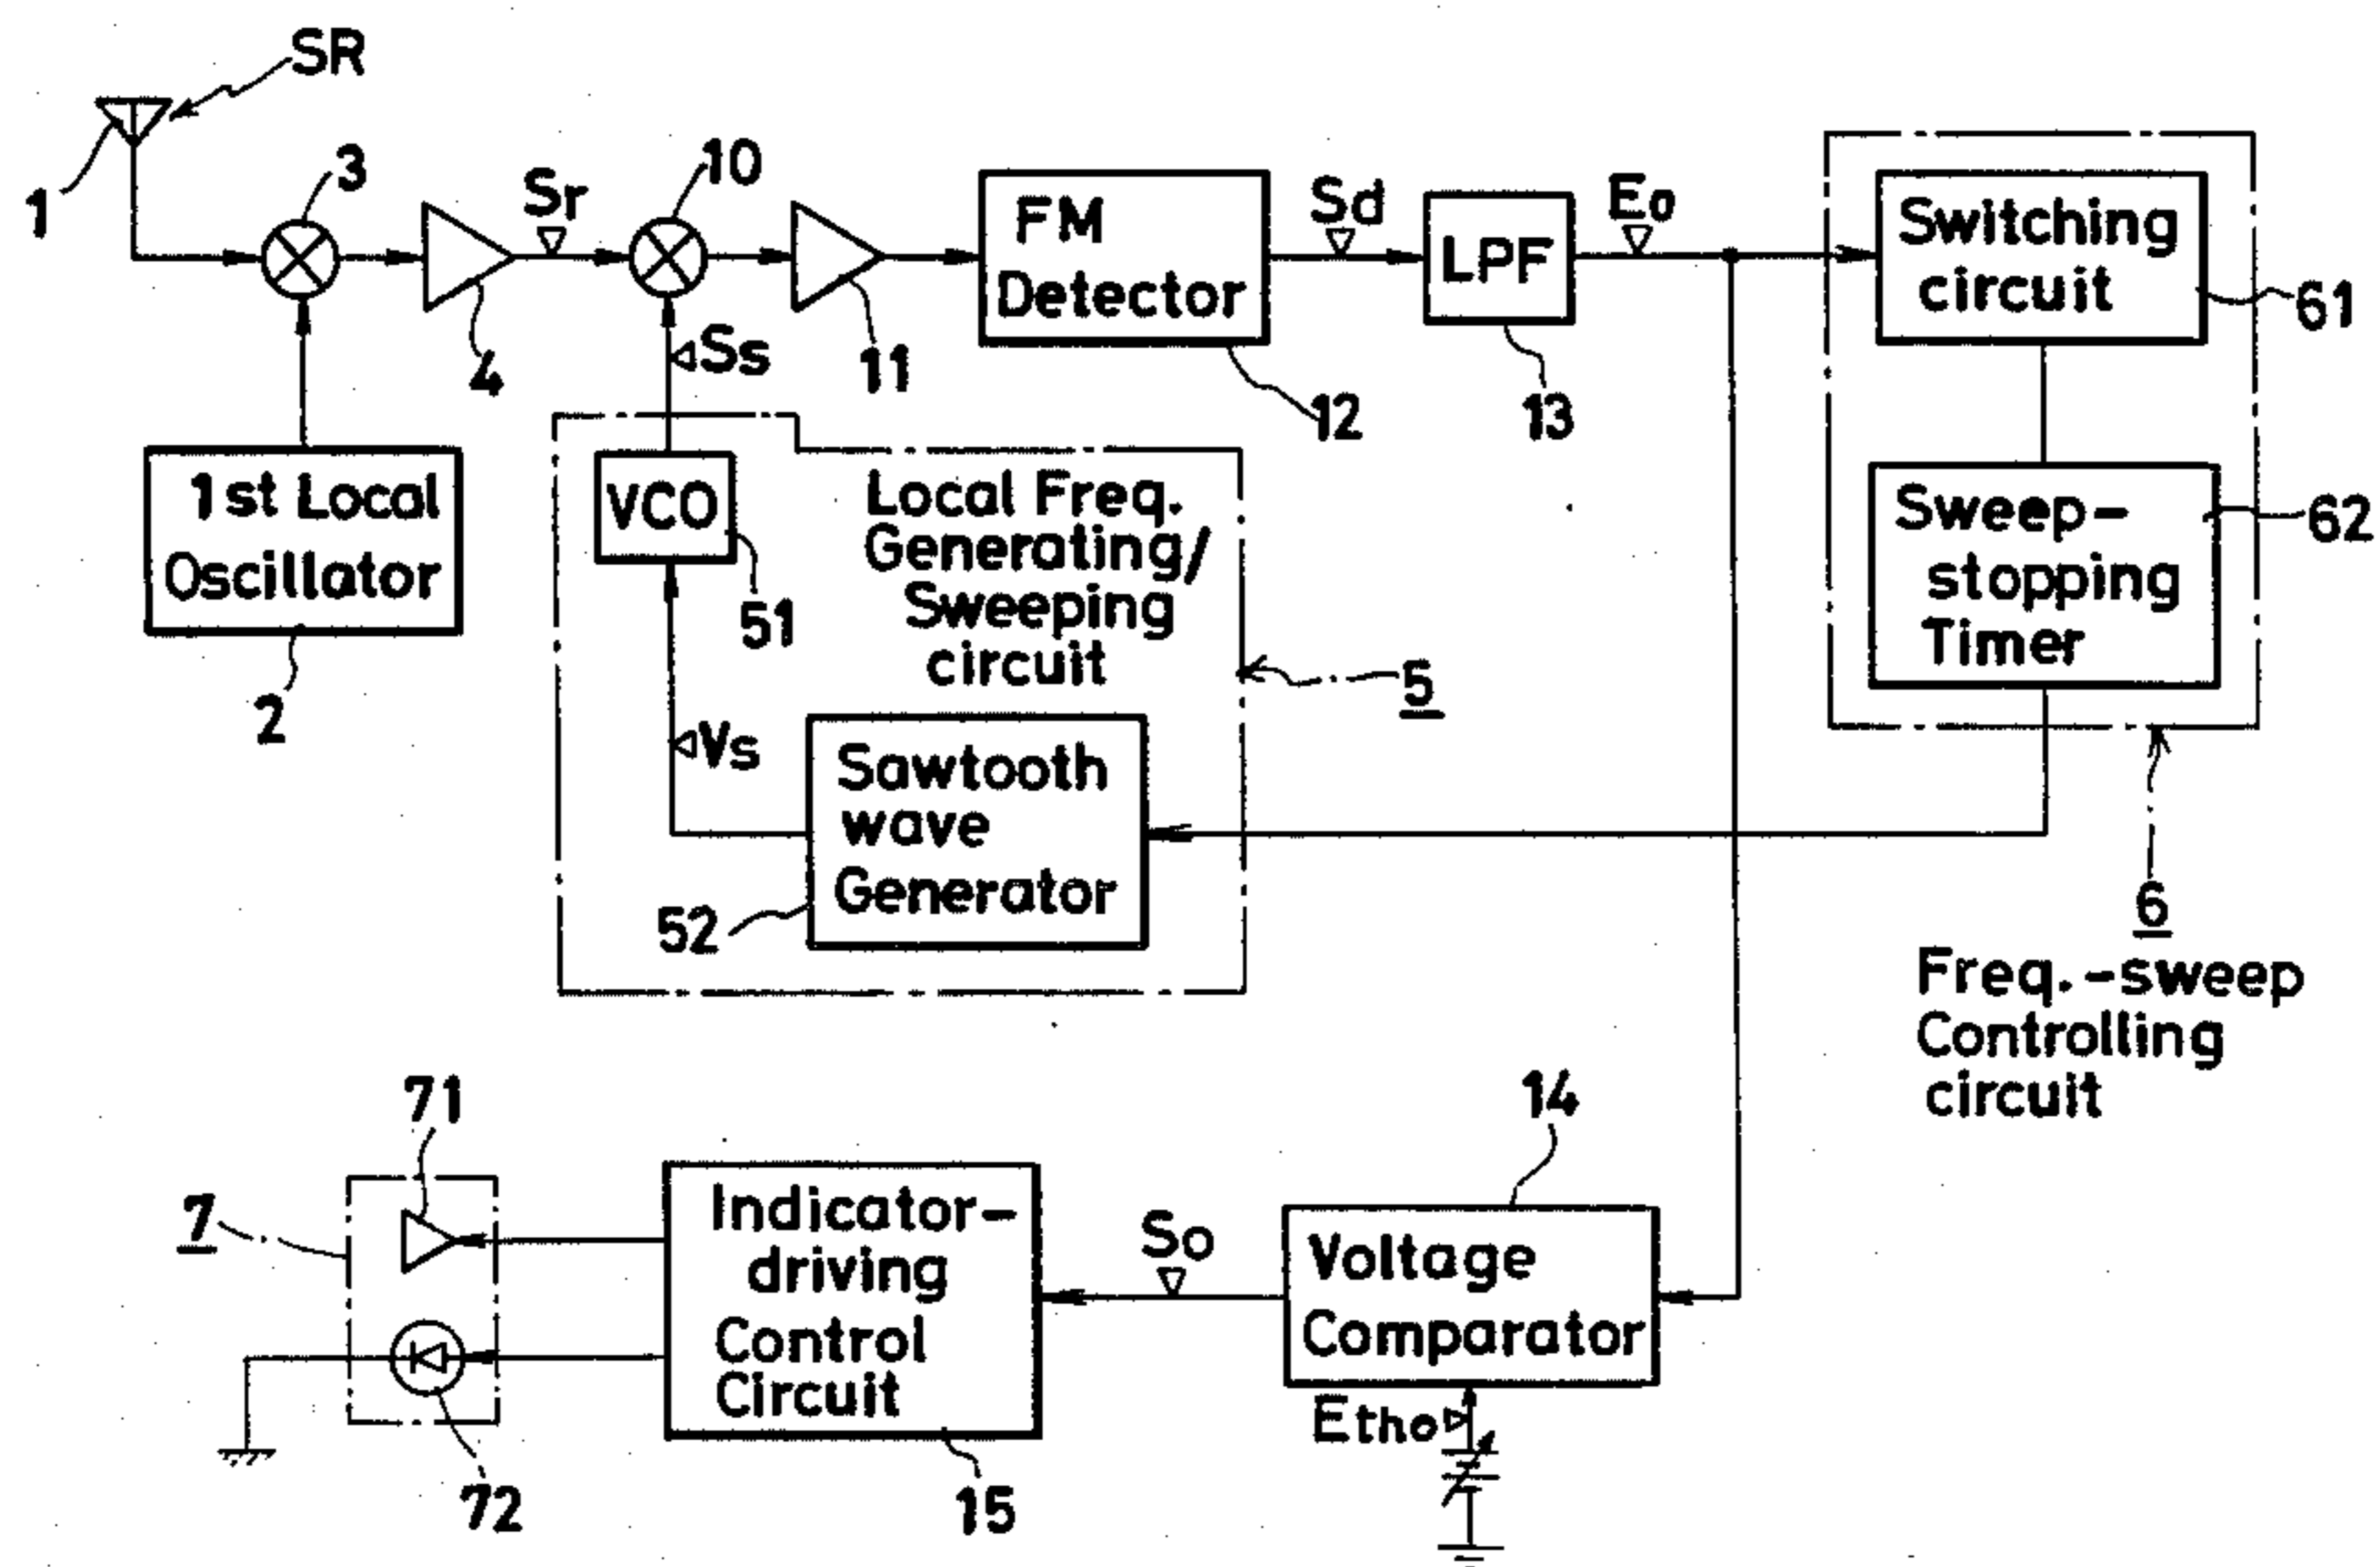 SR
1
3
Sr
10
FM
Detector
Sd
LPF
Eo
Switching
circuit
61
4
Ss
11
12
13
1st Local
Oscillator
2
VCO
51
Local Freq.
Generating/
Sweeping
circuit
5
Sweep-
stopping
Timer
62
Vs
Sawtooth
wave
Generator
52
6
Freq.-sweep
Controlling
circuit
71
7
72
Indicator-
driving
Control
Circuit
15
So
14
Voltage
Comparator
Etho